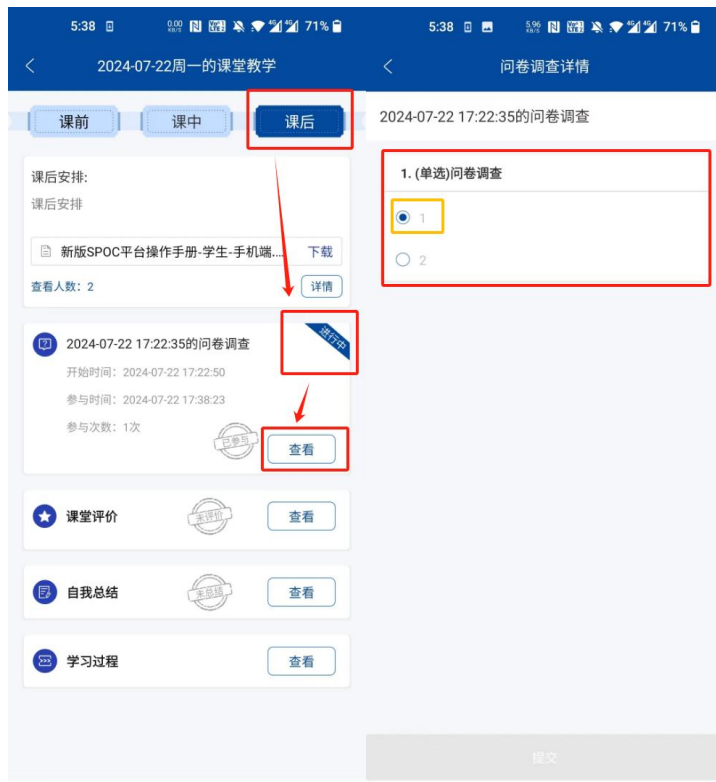 5:38
0.00 KB/S
4G 4G 71%
2024-07-22周一的课堂教学
课前
课中
课后
课后安排:
课后安排
新版SPOC平台操作手册-学生-手机端....
下载
查看人数: 2
详情
2024-07-22 17:22:35的问卷调查
进行中
开始时间: 2024-07-22 17:22:50
参与时间: 2024-07-22 17:38:23
参与次数: 1次
已参与
查看
课堂评价
未评价
查看
自我总结
未总结
查看
学习过程
查看
5:38
5.96 KB/S
4G 4G 71%
问卷调查详情
2024-07-22 17:22:35的问卷调查
1. (单选)问卷调查
1
2
提交